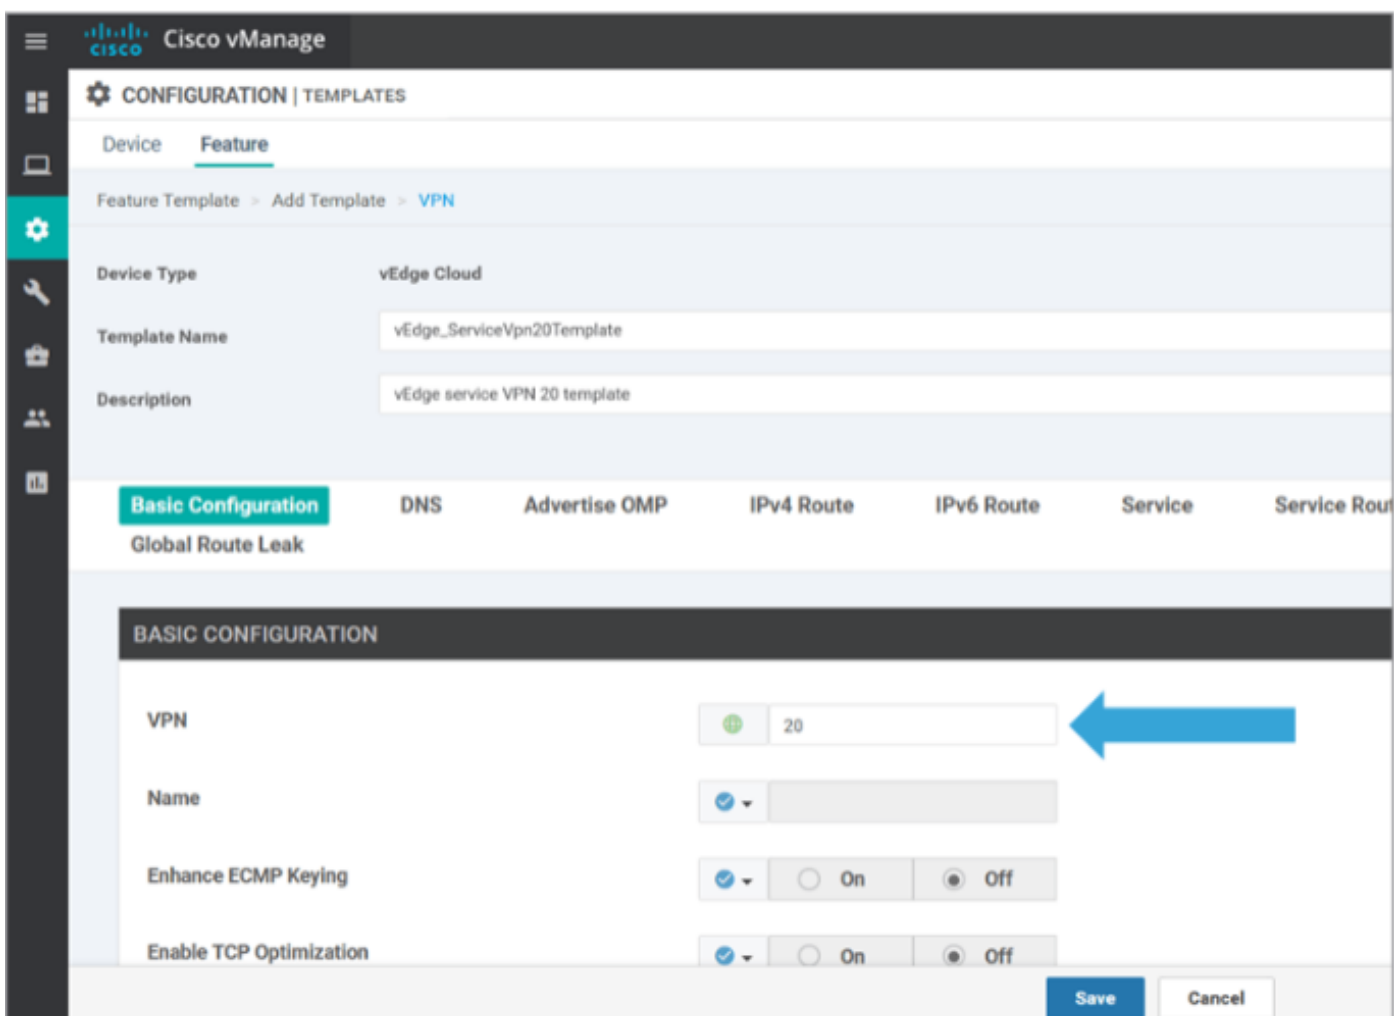 CISCO Cisco vManage
CONFIGURATION | TEMPLATES
Device Feature
Feature Template > Add Template > VPN
Device Type vEdge Cloud
Template Name vEdge_ServiceVpn20Template
Description vEdge service VPN 20 template
Basic Configuration DNS Advertise OMP IPv4 Route IPv6 Route Service Service Rout
Global Route Leak
BASIC CONFIGURATION
VPN 20
Name
Enhance ECMP Keying On Off
Enable TCP Optimization On Off
Save Cancel